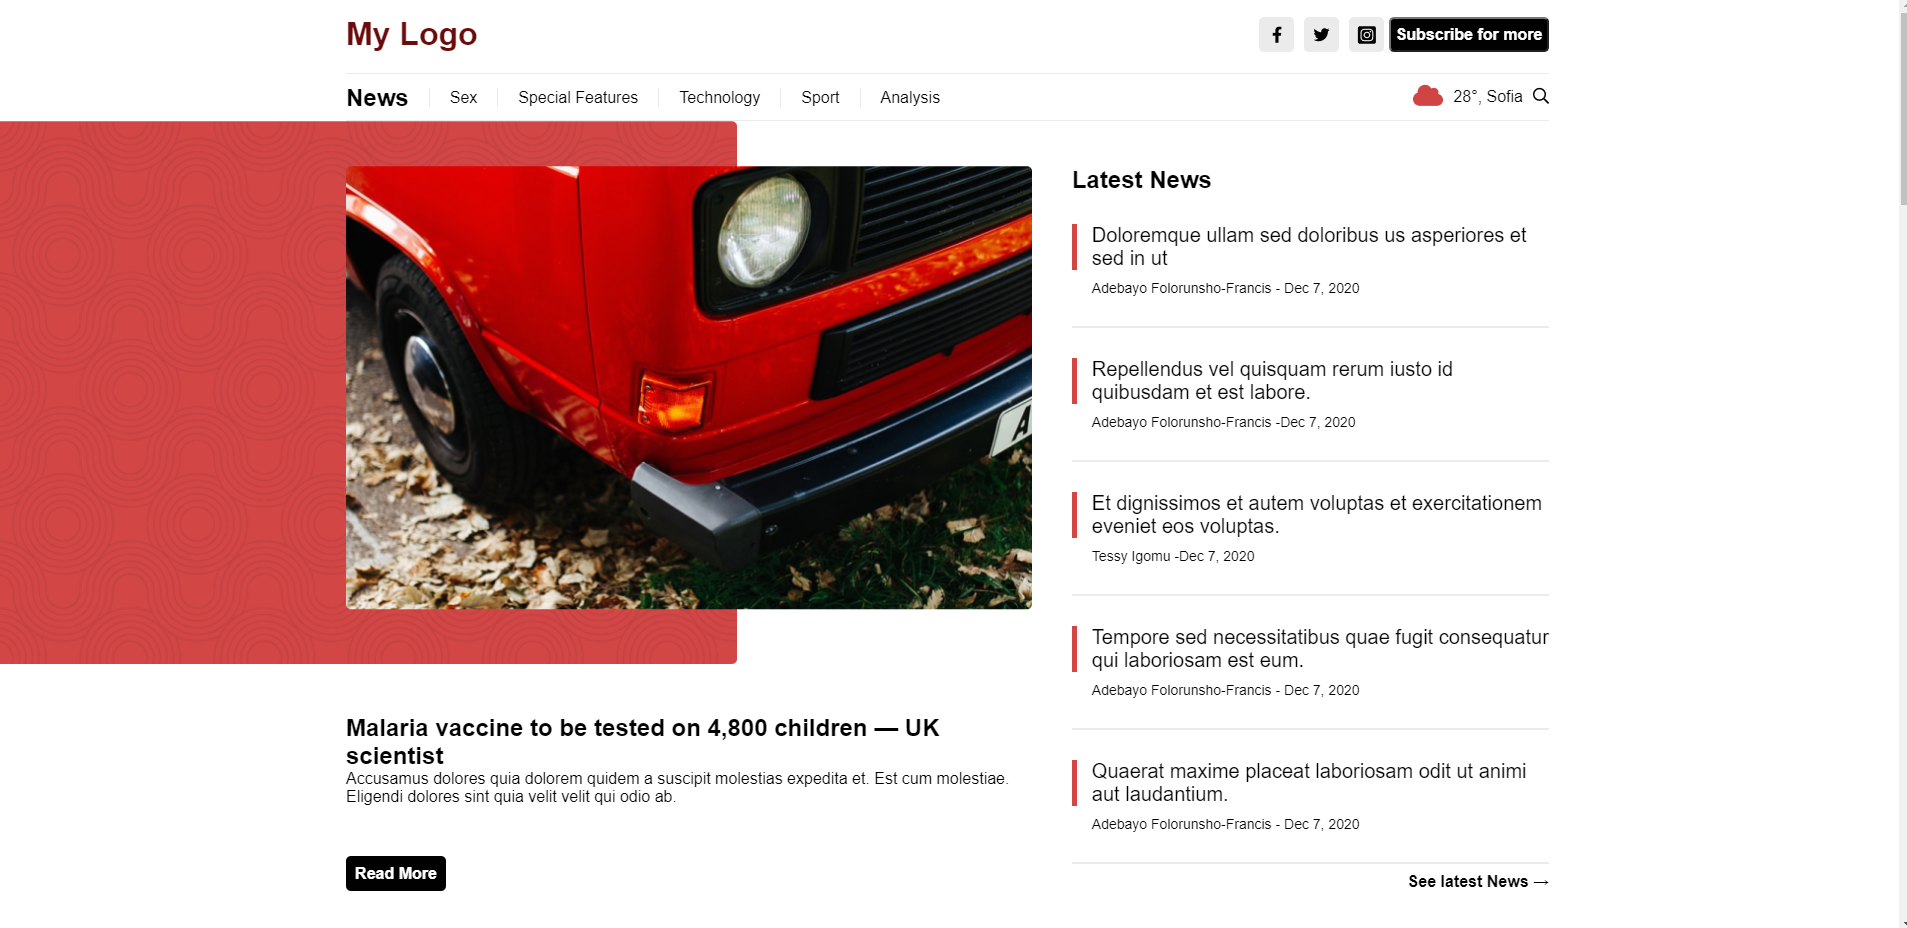 My Logo
Subscribe for more
News
Sex
Special Features
Technology
Sport
Analysis
28°, Sofia
Latest News
Doloremque ullam sed doloribus us asperiores et
sed in ut
Adebayo Folorunsho-Francis - Dec 7, 2020
Repellendus vel quisquam rerum iusto id
quibusdam et est labore.
Adebayo Folorunsho-Francis -Dec 7, 2020
Et dignissimos et autem voluptas et exercitationem
eveniet eos voluptas.
Tessy Igomu -Dec 7, 2020
Tempore sed necessitatibus quae fugit consequatur
qui laboriosam est eum.
Adebayo Folorunsho-Francis - Dec 7, 2020
Quaerat maxime placeat laboriosam odit ut animi
aut laudantium.
Adebayo Folorunsho-Francis - Dec 7, 2020
See latest News →
Malaria vaccine to be tested on 4,800 children — UK
scientist
Accusamus dolores quia dolorem quidem a suscipit molestias expedita et. Est cum molestiae.
Eligendi dolores sint quia velit velit qui odio ab.
Read More